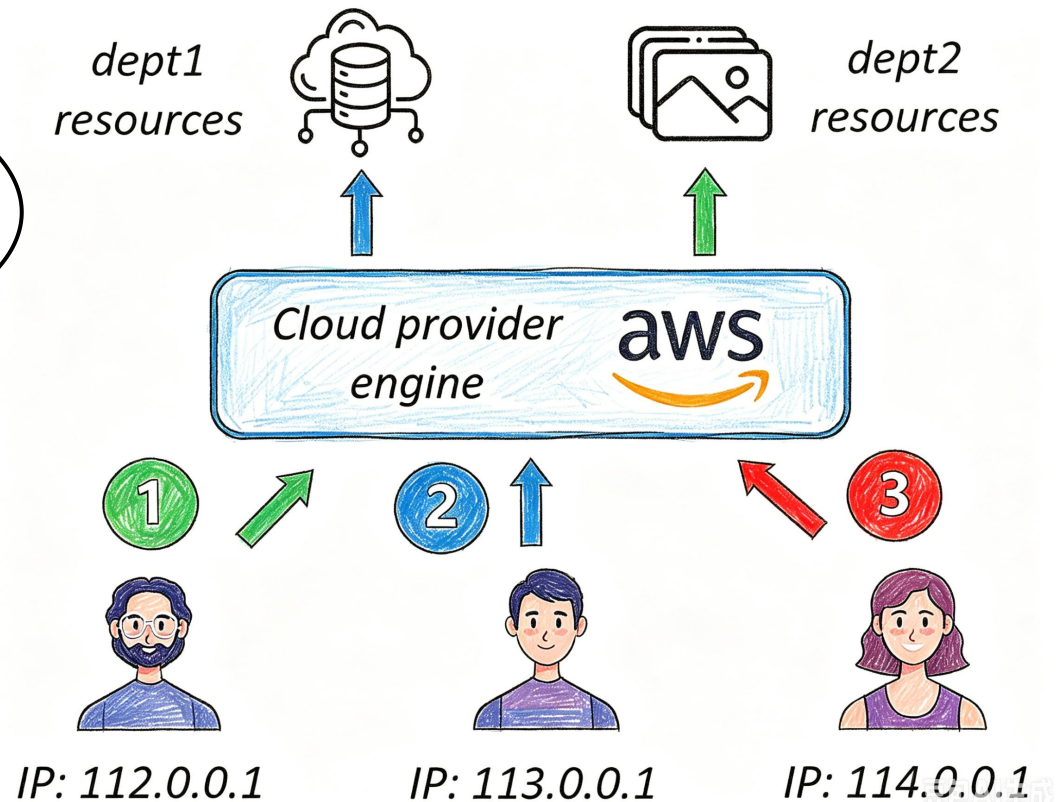 dept1
resources
dept2
resources
Cloud provider
engine
aws
1
2
3
IP: 112.0.0.1
IP: 113.0.0.1
IP: 114.0.0.1